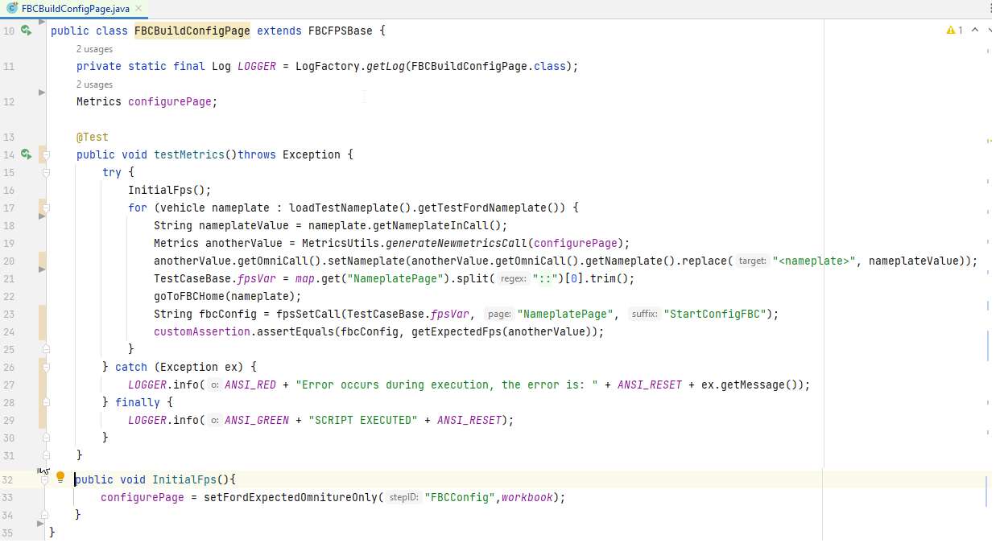 FBCBuildConfigPage.java
1
10 public class FBCBuildConfigPage extends FBCFPSBase {
2 usages
11 private static final Log LOGGER = LogFactory.getLog(FBCBuildConfigPage.class);
2 usages
12 Metrics configurePage;
13 @Test
14 public void testMetrics()throws Exception {
15 try {
16 InitialFps();
17 for (vehicle nameplate : loadTestNameplate().getTestFordNameplate()) {
18 String nameplateValue = nameplate.getNameplateInCall();
19 Metrics anotherValue = MetricsUtils.generateNewmetricsCall(configurePage);
20 anotherValue.getOmniCall().setNameplate(anotherValue.getOmniCall().getNameplate().replace( target: "<nameplate>", nameplateValue));
21 TestCaseBase.fpsVar = map.get("NameplatePage").split( regex: "::")[0].trim();
22 goToFBCHome(nameplate);
23 String fbcConfig = fpsSetCall(TestCaseBase.fpsVar, page: "NameplatePage", suffix: "StartConfigFBC");
24 customAssertion.assertEquals(fbcConfig, getExpectedFps(anotherValue));
25 }
26 } catch (Exception ex) {
27 LOGGER.info( o: ANSI_RED + "Error occurs during execution, the error is: " + ANSI_RESET + ex.getMessage());
28 } finally {
29 LOGGER.info( o: ANSI_GREEN + "SCRIPT EXECUTED" + ANSI_RESET);
30 }
31 }
32 public void InitialFps(){
33 configurePage = setFordExpectedOmnitureOnly( stepID: "FBCConfig",workbook);
34 }
35 }